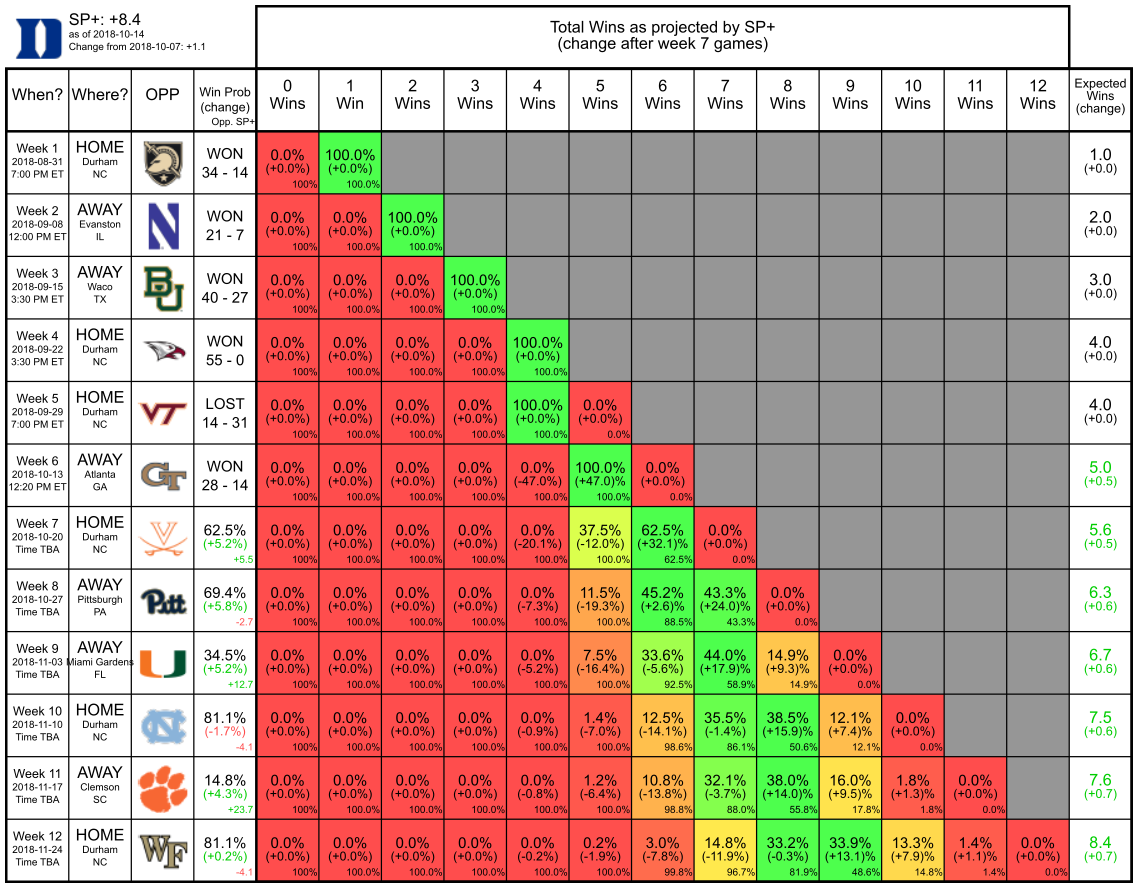 SP+: +8.4
as of 2018-10-14
Change from 2018-10-07: +1.1
Total Wins as projected by SP+
(change after week 7 games)
When? Where? OPP Win Prob (change) Opp. SP+ 0 Wins 1 Win 2 Wins 3 Wins 4 Wins 5 Wins 6 Wins 7 Wins 8 Wins 9 Wins 10 Wins 11 Wins 12 Wins Expected Wins (change)
Week 1 HOME WON 0.0% 100.0% 1.0
2018-08-31 Durham 34 - 14 (+0.0%) (+0.0%) (+0.0)
7:00 PM ET NC 100% 100.0%
Week 2 AWAY N WON 0.0% 0.0% 100.0% 2.0
2018-09-08 Evanston 21 - 7 (+0.0%) (+0.0%) (+0.0%) (+0.0)
12:00 PM ET IL 100% 100.0% 100.0%
Week 3 AWAY BU WON 0.0% 0.0% 0.0% 100.0% 3.0
2018-09-15 Waco 40 - 27 (+0.0%) (+0.0%) (+0.0%) (+0.0%) (+0.0)
3:30 PM ET TX 100% 100.0% 100.0% 100.0%
Week 4 HOME WON 0.0% 0.0% 0.0% 0.0% 100.0% 4.0
2018-09-22 Durham 55 - 0 (+0.0%) (+0.0%) (+0.0%) (+0.0%) (+0.0%) (+0.0)
3:30 PM ET NC 100% 100.0% 100.0% 100.0% 100.0%
Week 5 HOME VT LOST 0.0% 0.0% 0.0% 0.0% 100.0% 0.0% 4.0
2018-09-29 Durham 14 - 31 (+0.0%) (+0.0%) (+0.0%) (+0.0%) (+0.0%) (+0.0%) (+0.0)
7:00 PM ET NC 100% 100.0% 100.0% 100.0% 100.0% 0.0%
Week 6 AWAY GT WON 0.0% 0.0% 0.0% 0.0% 0.0% 100.0% 0.0% 5.0
2018-10-13 Atlanta 28 - 14 (+0.0%) (+0.0%) (+0.0%) (+0.0%) (-47.0%) (+47.0)% (+0.0%) (+0.5)
12:20 PM ET GA 100% 100.0% 100.0% 100.0% 100.0% 100.0% 0.0%
Week 7 HOME V 62.5% 0.0% 0.0% 0.0% 0.0% 0.0% 37.5% 62.5% 0.0% 5.6
2018-10-20 Durham (+5.2%) (+0.0%) (+0.0%) (+0.0%) (+0.0%) (-20.1%) (-12.0%) (+32.1)% (+0.0%) (+0.5)
Time TBA NC +5.5 100% 100.0% 100.0% 100.0% 100.0% 100.0% 62.5% 0.0%
Week 8 AWAY Pitt 69.4% 0.0% 0.0% 0.0% 0.0% 0.0% 11.5% 45.2% 43.3% 0.0% 6.3
2018-10-27 Pittsburgh (+5.8%) (+0.0%) (+0.0%) (+0.0%) (+0.0%) (-7.3%) (-19.3%) (+2.6)% (+24.0)% (+0.0%) (+0.6)
Time TBA PA -2.7 100% 100.0% 100.0% 100.0% 100.0% 100.0% 88.5% 43.3% 0.0%
Week 9 AWAY U 34.5% 0.0% 0.0% 0.0% 0.0% 0.0% 7.5% 33.6% 44.0% 14.9% 0.0% 6.7
2018-11-03 Miami Gardens (+5.2%) (+0.0%) (+0.0%) (+0.0%) (+0.0%) (-5.2%) (-16.4%) (-5.6%) (+17.9)% (+9.3)% (+0.0%) (+0.6)
Time TBA FL +12.7 100% 100.0% 100.0% 100.0% 100.0% 100.0% 92.5% 58.9% 14.9% 0.0%
Week 10 HOME NC 81.1% 0.0% 0.0% 0.0% 0.0% 0.0% 1.4% 12.5% 35.5% 38.5% 12.1% 0.0% 7.5
2018-11-10 Durham (-1.7%) (+0.0%) (+0.0%) (+0.0%) (+0.0%) (-0.9%) (-7.0%) (-14.1%) (-1.4%) (+15.9)% (+7.4)% (+0.0%) (+0.6)
Time TBA NC -4.1 100% 100.0% 100.0% 100.0% 100.0% 100.0% 98.6% 86.1% 50.6% 12.1% 0.0%
Week 11 AWAY 14.8% 0.0% 0.0% 0.0% 0.0% 0.0% 1.2% 10.8% 32.1% 38.0% 16.0% 1.8% 0.0% 7.6
2018-11-17 Clemson (+4.3%) (+0.0%) (+0.0%) (+0.0%) (+0.0%) (-0.8%) (-6.4%) (-13.8%) (-3.7%) (+14.0)% (+9.5)% (+1.3)% (+0.0%) (+0.7)
Time TBA SC +23.7 100% 100.0% 100.0% 100.0% 100.0% 100.0% 98.8% 88.0% 55.8% 17.8% 1.8% 0.0%
Week 12 HOME WF 81.1% 0.0% 0.0% 0.0% 0.0% 0.0% 0.2% 3.0% 14.8% 33.2% 33.9% 13.3% 1.4% 0.0% 8.4
2018-11-24 Durham (+0.2%) (+0.0%) (+0.0%) (+0.0%) (+0.0%) (-0.2%) (-1.9%) (-7.8%) (-11.9%) (-0.3%) (+13.1)% (+7.9)% (+1.1)% (+0.0%) (+0.7)
Time TBA NC -4.1 100% 100.0% 100.0% 100.0% 100.0% 100.0% 99.8% 96.7% 81.9% 48.6% 14.8% 1.4% 0.0%